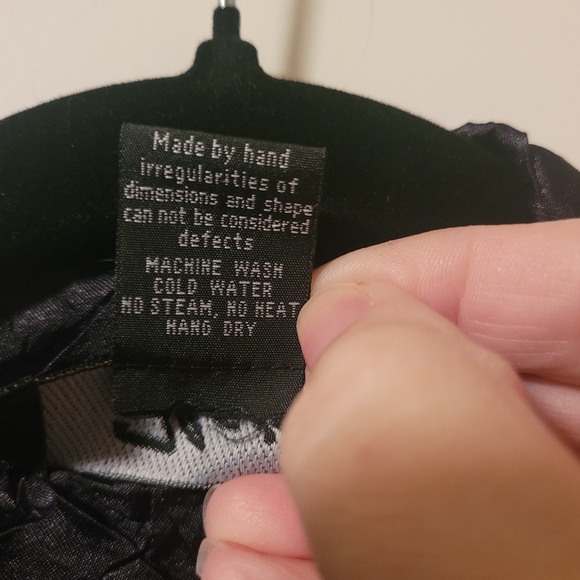 Made by hand
irregularities of
dimensions and shape
can not be considered
defects
MACHINE WASH
COLD WATER
NO STEAM, NO HEAT
HANG DRY